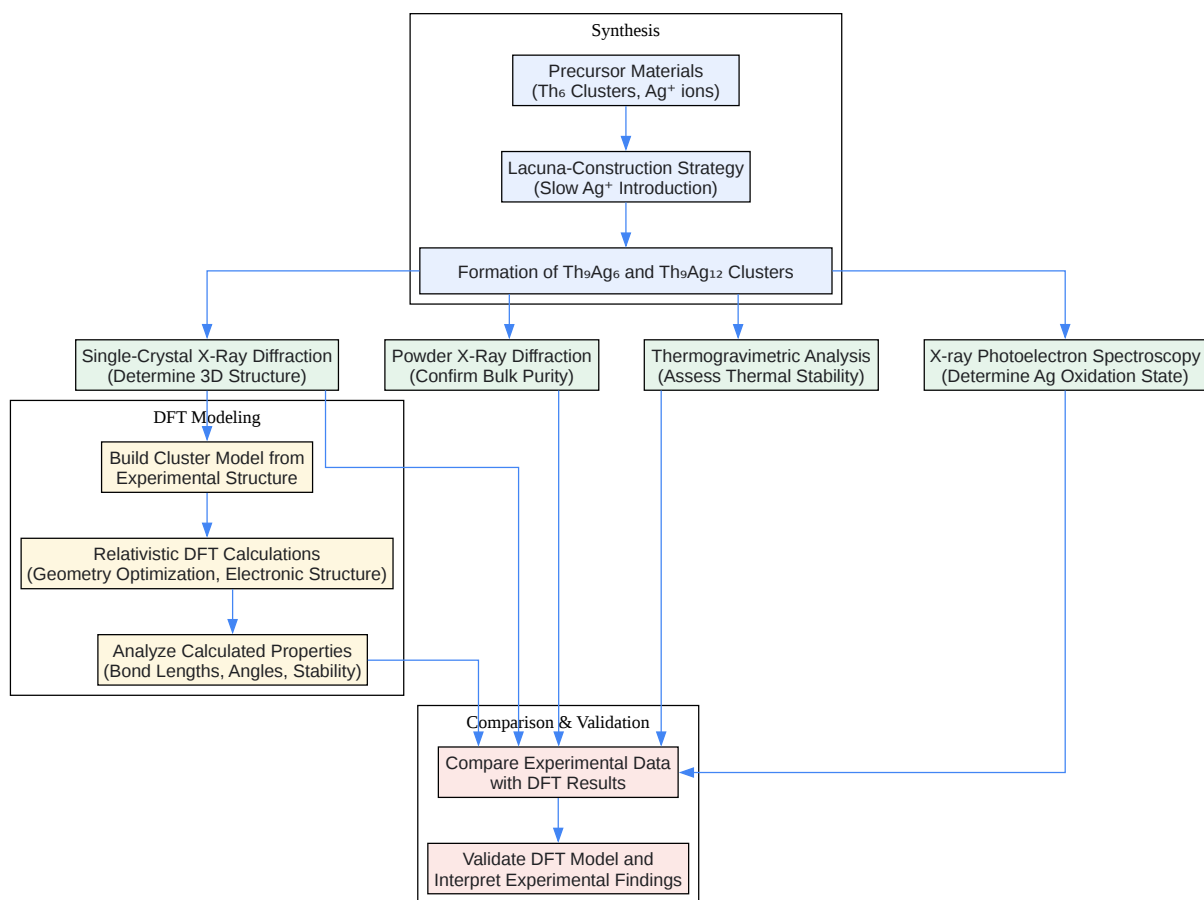 Synthesis
Precursor Materials
(Th₆ Clusters, Ag⁺ ions)
Lacuna-Construction Strategy
(Slow Ag⁺ Introduction)
Formation of Th₉Ag₆ and Th₉Ag₁₂ Clusters
Single-Crystal X-Ray Diffraction
(Determine 3D Structure)
Powder X-Ray Diffraction
(Confirm Bulk Purity)
Thermogravimetric Analysis
(Assess Thermal Stability)
X-ray Photoelectron Spectroscopy
(Determine Ag Oxidation State)
DFT Modeling
Build Cluster Model from
Experimental Structure
Relativistic DFT Calculations
(Geometry Optimization, Electronic Structure)
Analyze Calculated Properties
(Bond Lengths, Angles, Stability)
Comparison & Validation
Compare Experimental Data
with DFT Results
Validate DFT Model and
Interpret Experimental Findings